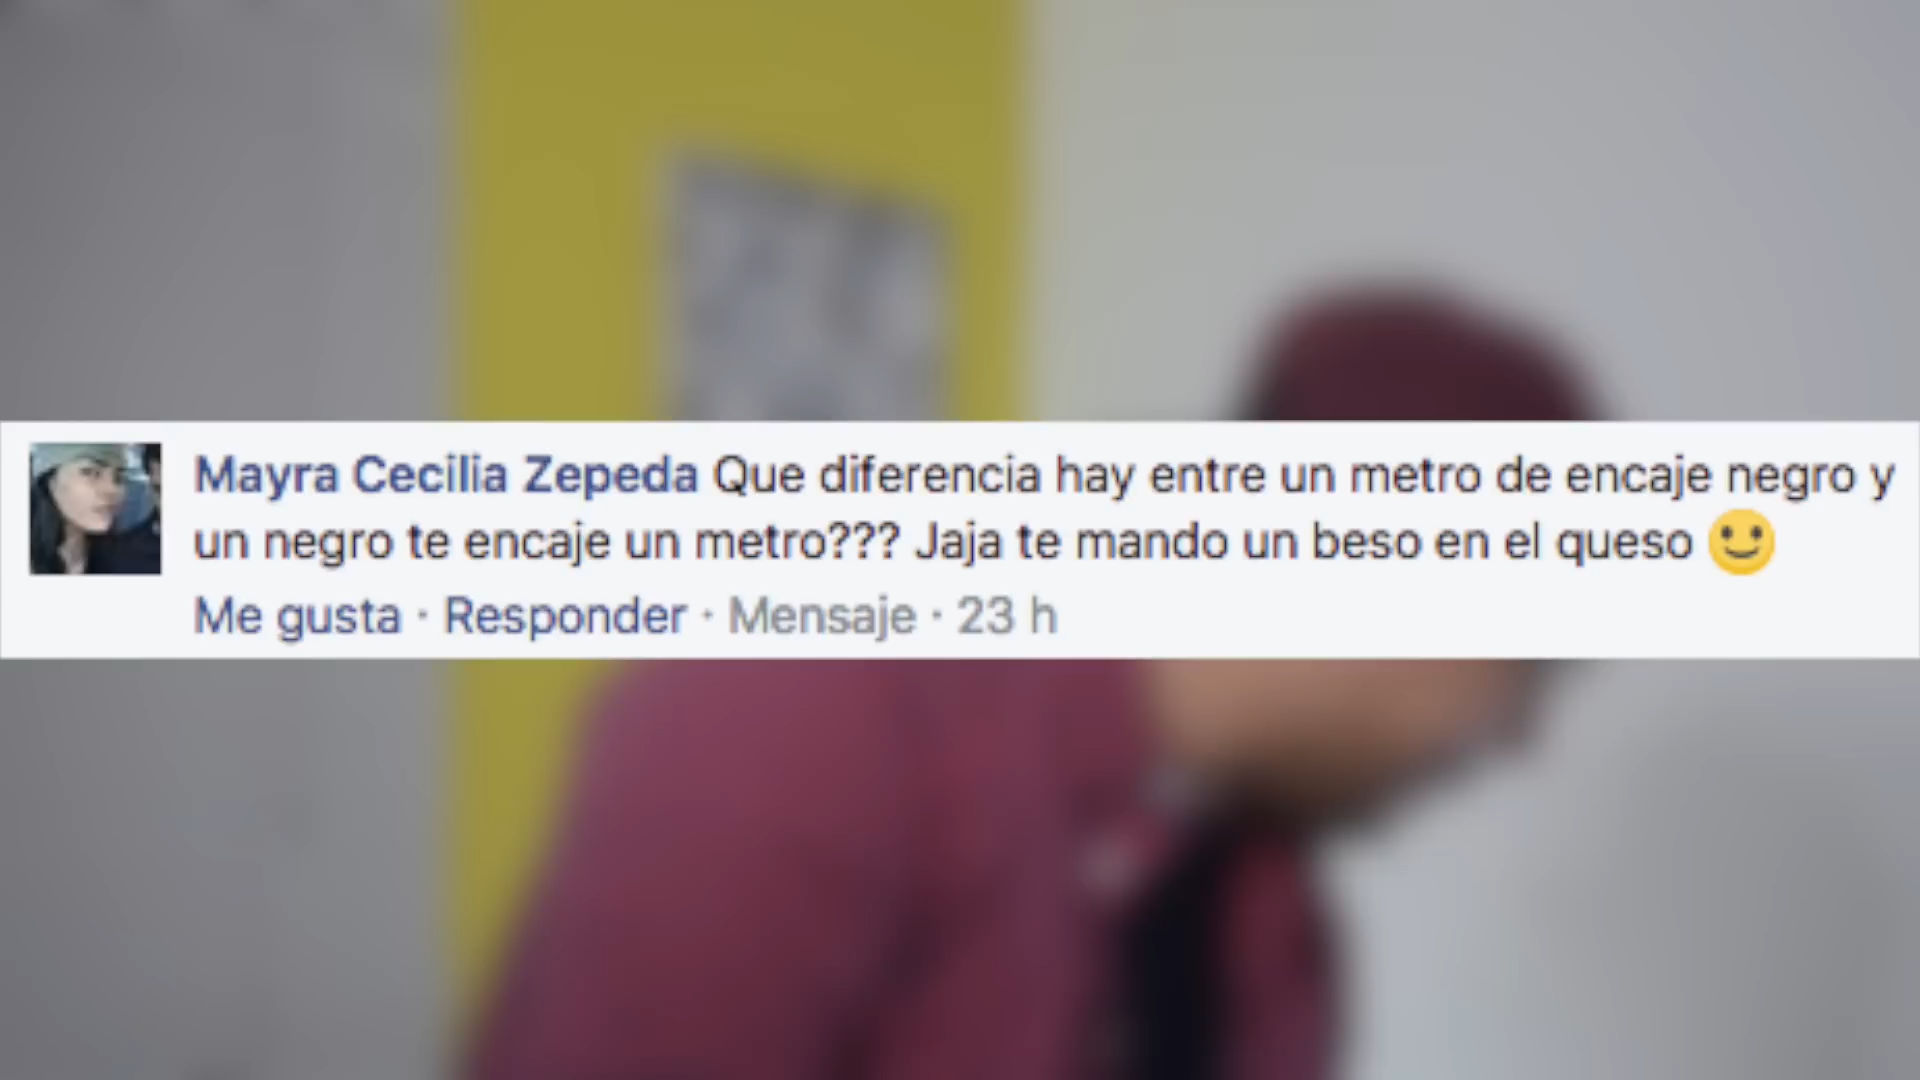 Mayra Cecilia Zepeda Que diferencia hay entre un metro de encaje negro y
un negro te encaje un metro??? Jaja te mando un beso en el queso 🙂
Me gusta · Responder · Mensaje · 23 h